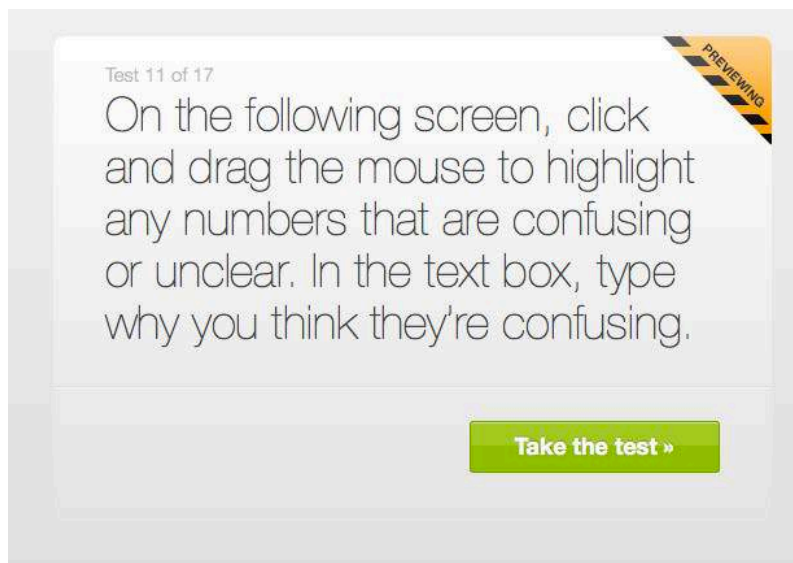 Test 11 of 17
PREVIEWING
On the following screen, click
and drag the mouse to highlight
any numbers that are confusing
or unclear. In the text box, type
why you think they're confusing.
Take the test »